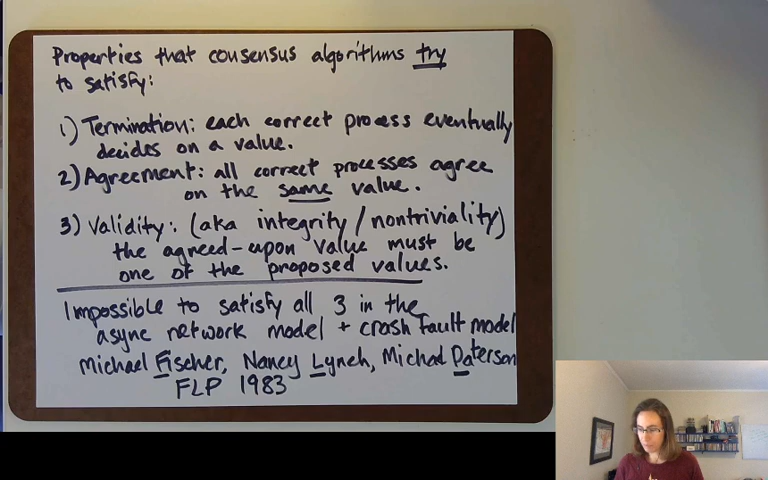 Properties that consensus algorithms try
to satisfy:
1) Termination: each correct process eventually
decides on a value.
2) Agreement: all correct processes agree
on the same value.
3) Validity: (aka integrity/nontriviality)
the agreed-upon value must be
one of the proposed values.
Impossible to satisfy all 3 in the
async network model + crash fault model
Michael Fischer, Nancy Lynch, Michael Paterson
FLP 1983